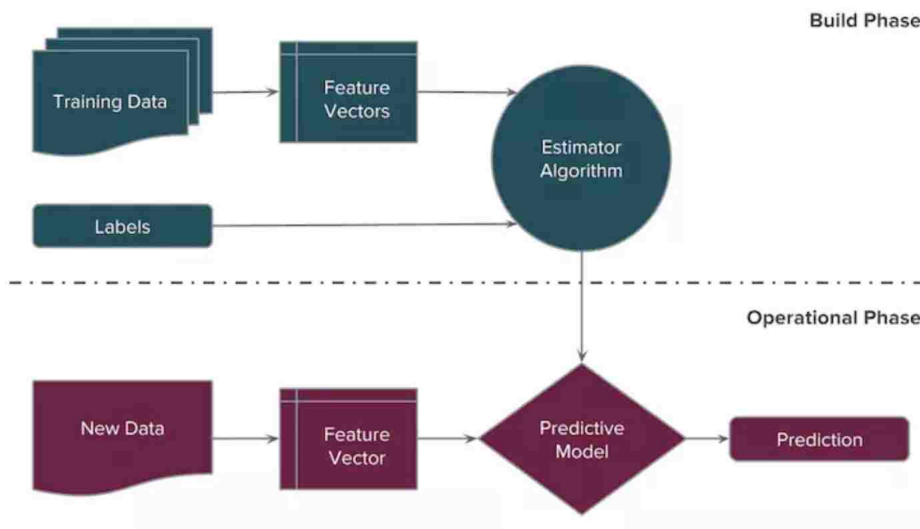 Build Phase
Training Data
Feature
Vectors
Estimator
Algorithm
Labels
Operational Phase
New Data
Feature
Vector
Predictive
Model
Prediction